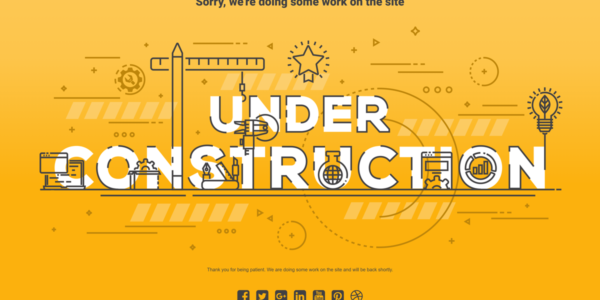 Sorry, we're doing some work on the site
UNDER
CONSTRUCTION
Thank you for being patient. We are doing some work on the site and will be back shortly.